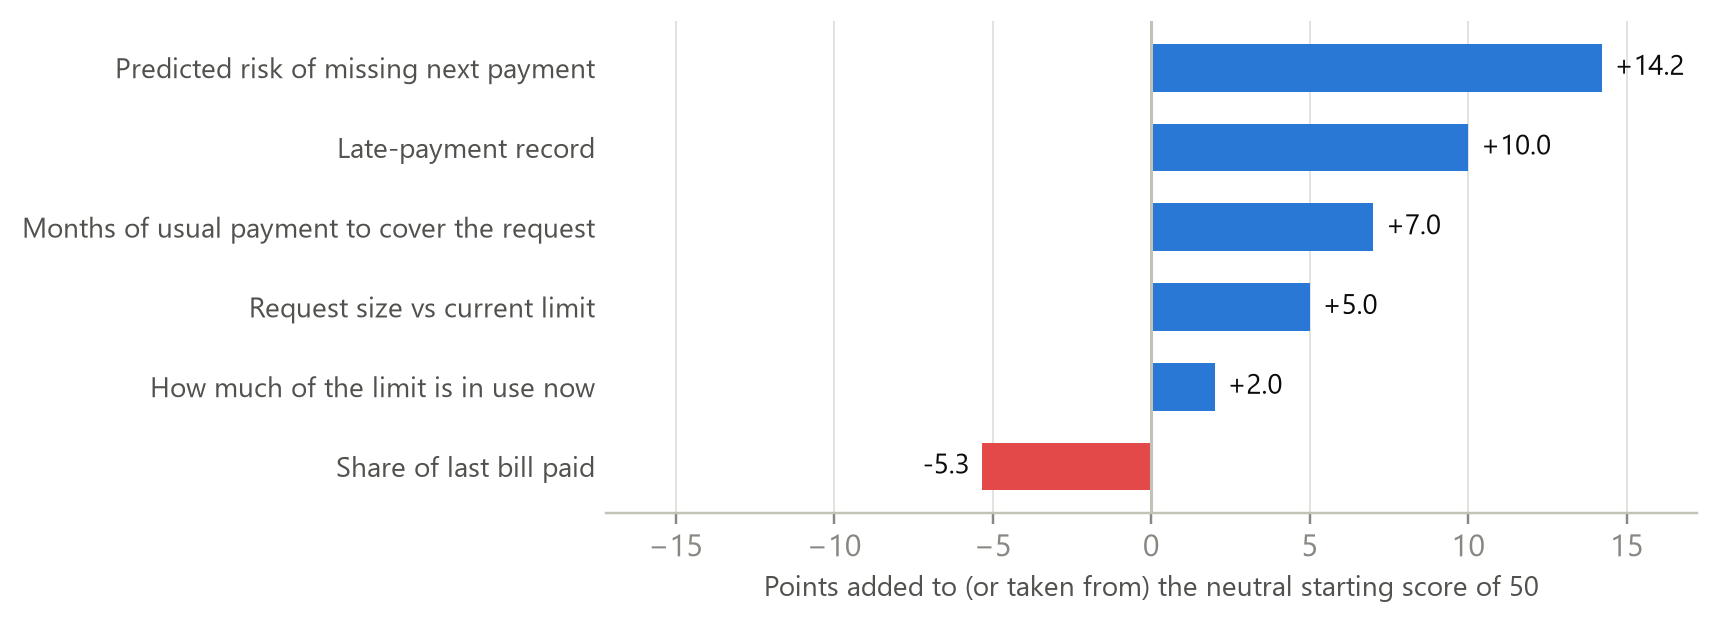 Predicted risk of missing next payment +14.2
Late-payment record +10.0
Months of usual payment to cover the request +7.0
Request size vs current limit +5.0
How much of the limit is in use now +2.0
Share of last bill paid -5.3
−15 −10 −5 0 5 10 15
Points added to (or taken from) the neutral starting score of 50